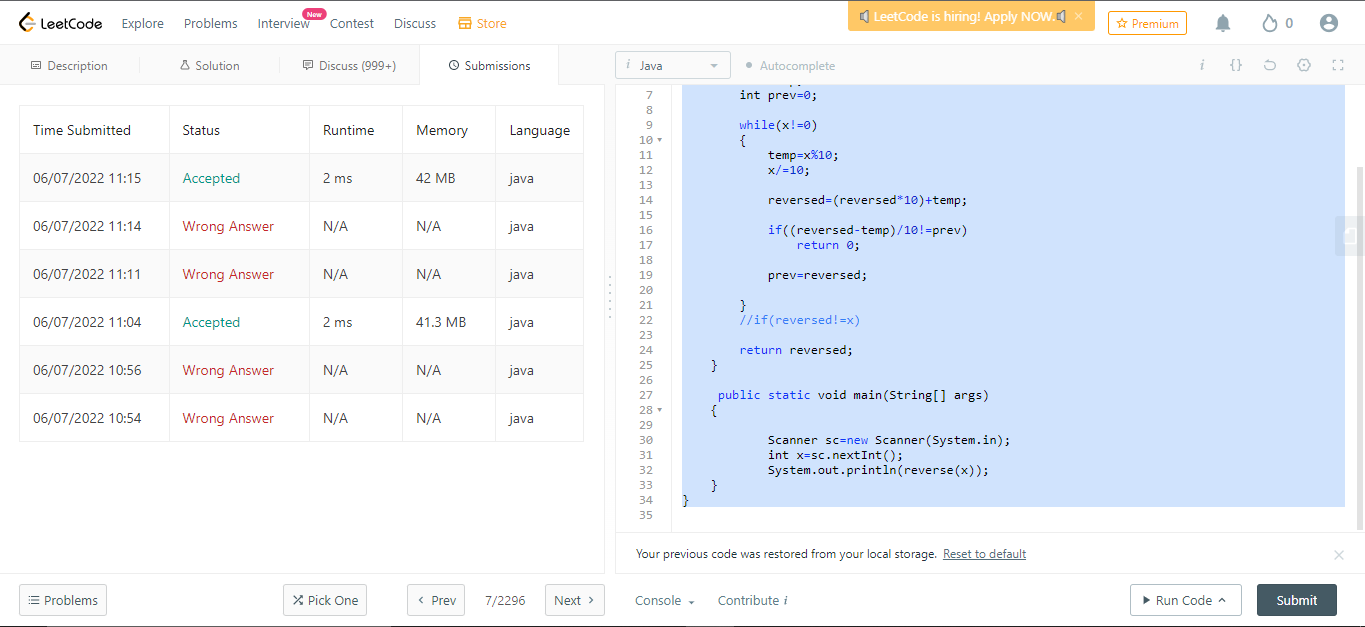 LeetCode Explore Problems Interview New Contest Discuss Store LeetCode is hiring! Apply NOW. × Premium 0
Description Solution Discuss (999+) Submissions
i Java Autocomplete i {}
Time Submitted Status Runtime Memory Language
06/07/2022 11:15 Accepted 2 ms 42 MB java
06/07/2022 11:14 Wrong Answer N/A N/A java
06/07/2022 11:11 Wrong Answer N/A N/A java
06/07/2022 11:04 Accepted 2 ms 41.3 MB java
06/07/2022 10:56 Wrong Answer N/A N/A java
06/07/2022 10:54 Wrong Answer N/A N/A java
7 int prev=0;
8
9 while(x!=0)
10 {
11 temp=x%10;
12 x/=10;
13
14 reversed=(reversed*10)+temp;
15
16 if((reversed-temp)/10!=prev)
17 return 0;
18
19 prev=reversed;
20
21 }
22 //if(reversed!=x)
23
24 return reversed;
25 }
26
27 public static void main(String[] args)
28 {
29
30 Scanner sc=new Scanner(System.in);
31 int x=sc.nextInt();
32 System.out.println(reverse(x));
33 }
34 }
35
Your previous code was restored from your local storage. Reset to default
Problems Pick One Prev 7/2296 Next Console Contribute i Run Code Submit